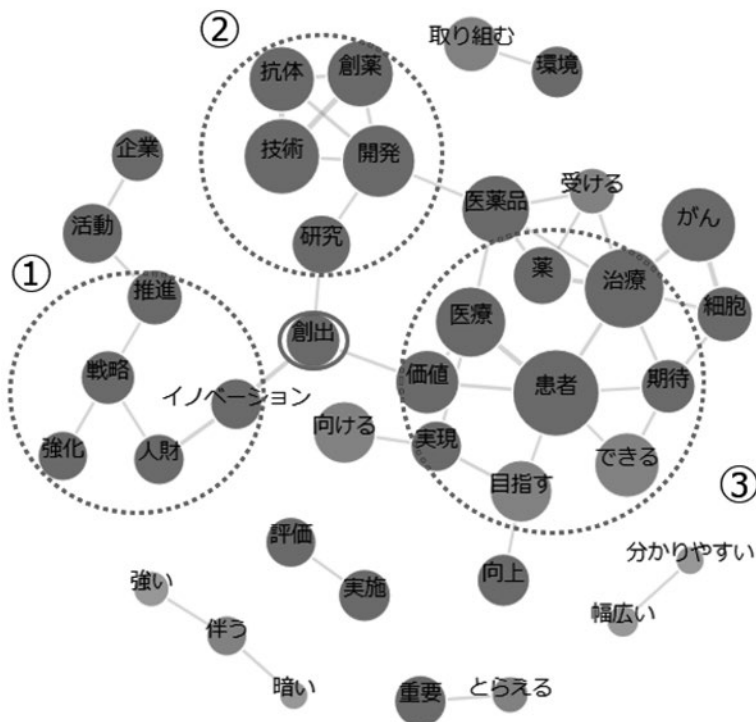 ②
取り組む
抗体
創薬
環境
企業
技術
開発
受ける
医薬品
がん
活動
研究
①
薬
治療
推進
細胞
医療
創出
戦略
価値
患者
期待
イノベーション
向ける
実現
強化
人財
できる
目指す
③
評価
分かりやすい
強い
実施
向上
幅広い
伴う
暗い
重要
とらえる